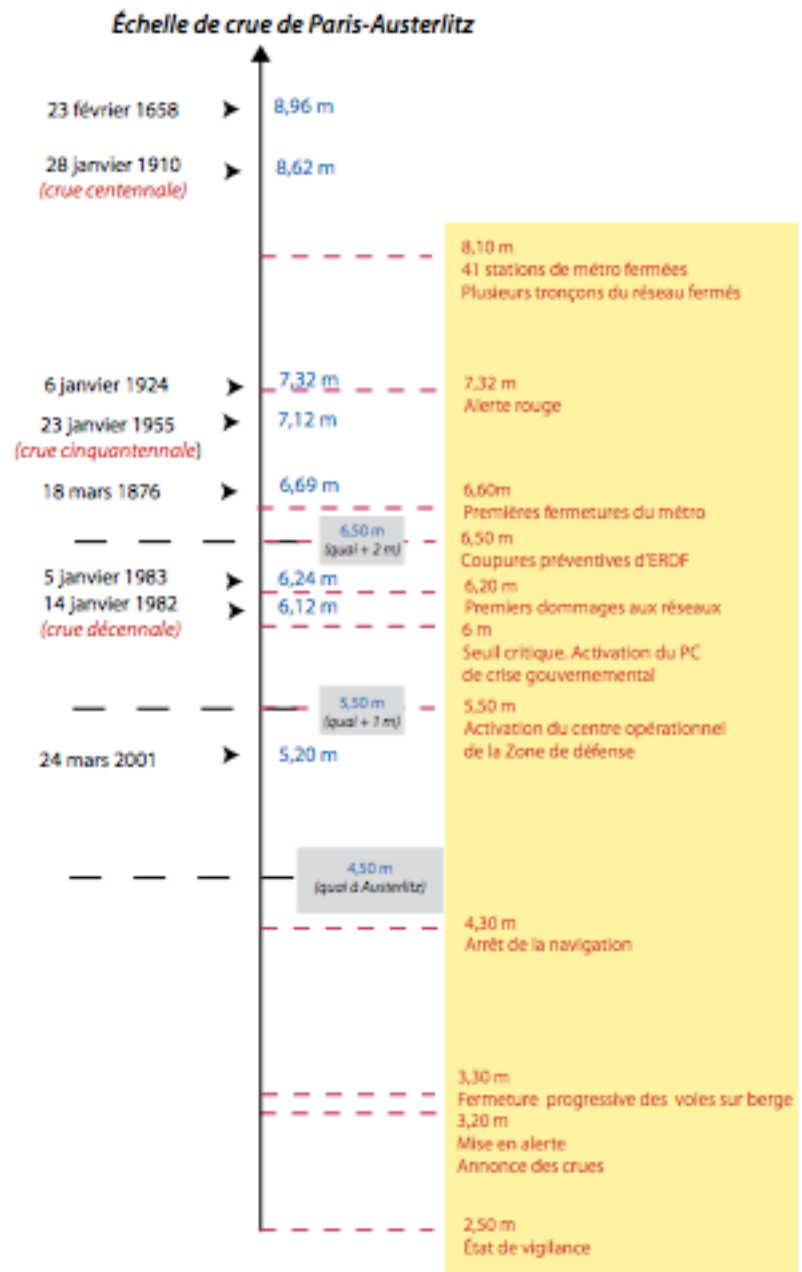 Échelle de crue de Paris-Austerlitz
23 février 1658
8,96 m
28 janvier 1910
(crue centennale)
8,62 m
8,10 m
41 stations de métro fermées
Plusieurs tronçons du réseau fermés
6 janvier 1924
7,32 m
7,32 m
Alerte rouge
23 janvier 1955
(crue cinquantennale)
7,12 m
18 mars 1876
6,69 m
6,60m
Premières fermetures du métro
6,50 m
(quai + 2 m)
6,50 m
Coupures préventives d'ERDF
5 janvier 1983
6,24 m
6,20 m
Premiers dommages aux réseaux
14 janvier 1982
(crue décennale)
6,12 m
6 m
Seuil critique. Activation du PC
de crise gouvernemental
5,50 m
(quai + 1 m)
5,50 m
Activation du centre opérationnel
de la Zone de défense
24 mars 2001
5,20 m
4,50 m
(quai à Austerlitz)
4,30 m
Arrêt de la navigation
3,30 m
Fermeture progressive des voies sur berge
3,20 m
Mise en alerte
Annonce des crues
2,50 m
État de vigilance